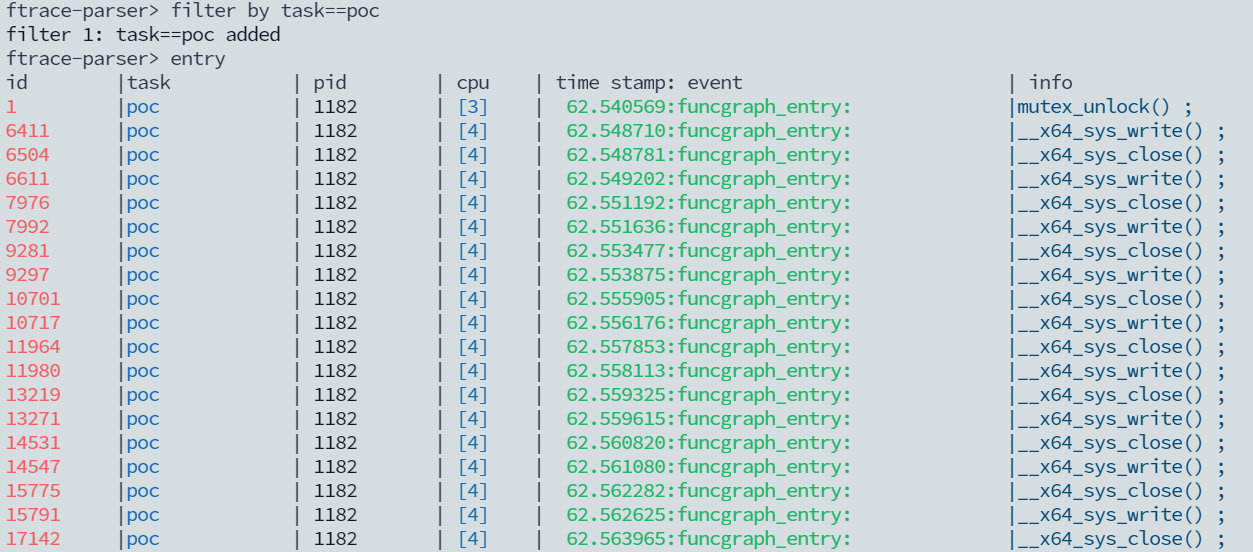 ftrace-parser> filter by task==poc
filter 1: task==poc added
ftrace-parser> entry
id |task | pid | cpu | time stamp: event | info
1 |poc | 1182 | [3] | 62.540569:funcgraph_entry: |mutex_unlock() ;
6411 |poc | 1182 | [4] | 62.548710:funcgraph_entry: |__x64_sys_write() ;
6504 |poc | 1182 | [4] | 62.548781:funcgraph_entry: |__x64_sys_close() ;
6611 |poc | 1182 | [4] | 62.549202:funcgraph_entry: |__x64_sys_write() ;
7976 |poc | 1182 | [4] | 62.551192:funcgraph_entry: |__x64_sys_close() ;
7992 |poc | 1182 | [4] | 62.551636:funcgraph_entry: |__x64_sys_write() ;
9281 |poc | 1182 | [4] | 62.553477:funcgraph_entry: |__x64_sys_close() ;
9297 |poc | 1182 | [4] | 62.553875:funcgraph_entry: |__x64_sys_write() ;
10701 |poc | 1182 | [4] | 62.555905:funcgraph_entry: |__x64_sys_close() ;
10717 |poc | 1182 | [4] | 62.556176:funcgraph_entry: |__x64_sys_write() ;
11964 |poc | 1182 | [4] | 62.557853:funcgraph_entry: |__x64_sys_close() ;
11980 |poc | 1182 | [4] | 62.558113:funcgraph_entry: |__x64_sys_write() ;
13219 |poc | 1182 | [4] | 62.559325:funcgraph_entry: |__x64_sys_close() ;
13271 |poc | 1182 | [4] | 62.559615:funcgraph_entry: |__x64_sys_write() ;
14531 |poc | 1182 | [4] | 62.560820:funcgraph_entry: |__x64_sys_close() ;
14547 |poc | 1182 | [4] | 62.561080:funcgraph_entry: |__x64_sys_write() ;
15775 |poc | 1182 | [4] | 62.562282:funcgraph_entry: |__x64_sys_close() ;
15791 |poc | 1182 | [4] | 62.562625:funcgraph_entry: |__x64_sys_write() ;
17142 |poc | 1182 | [4] | 62.563965:funcgraph_entry: |__x64_sys_close() ;